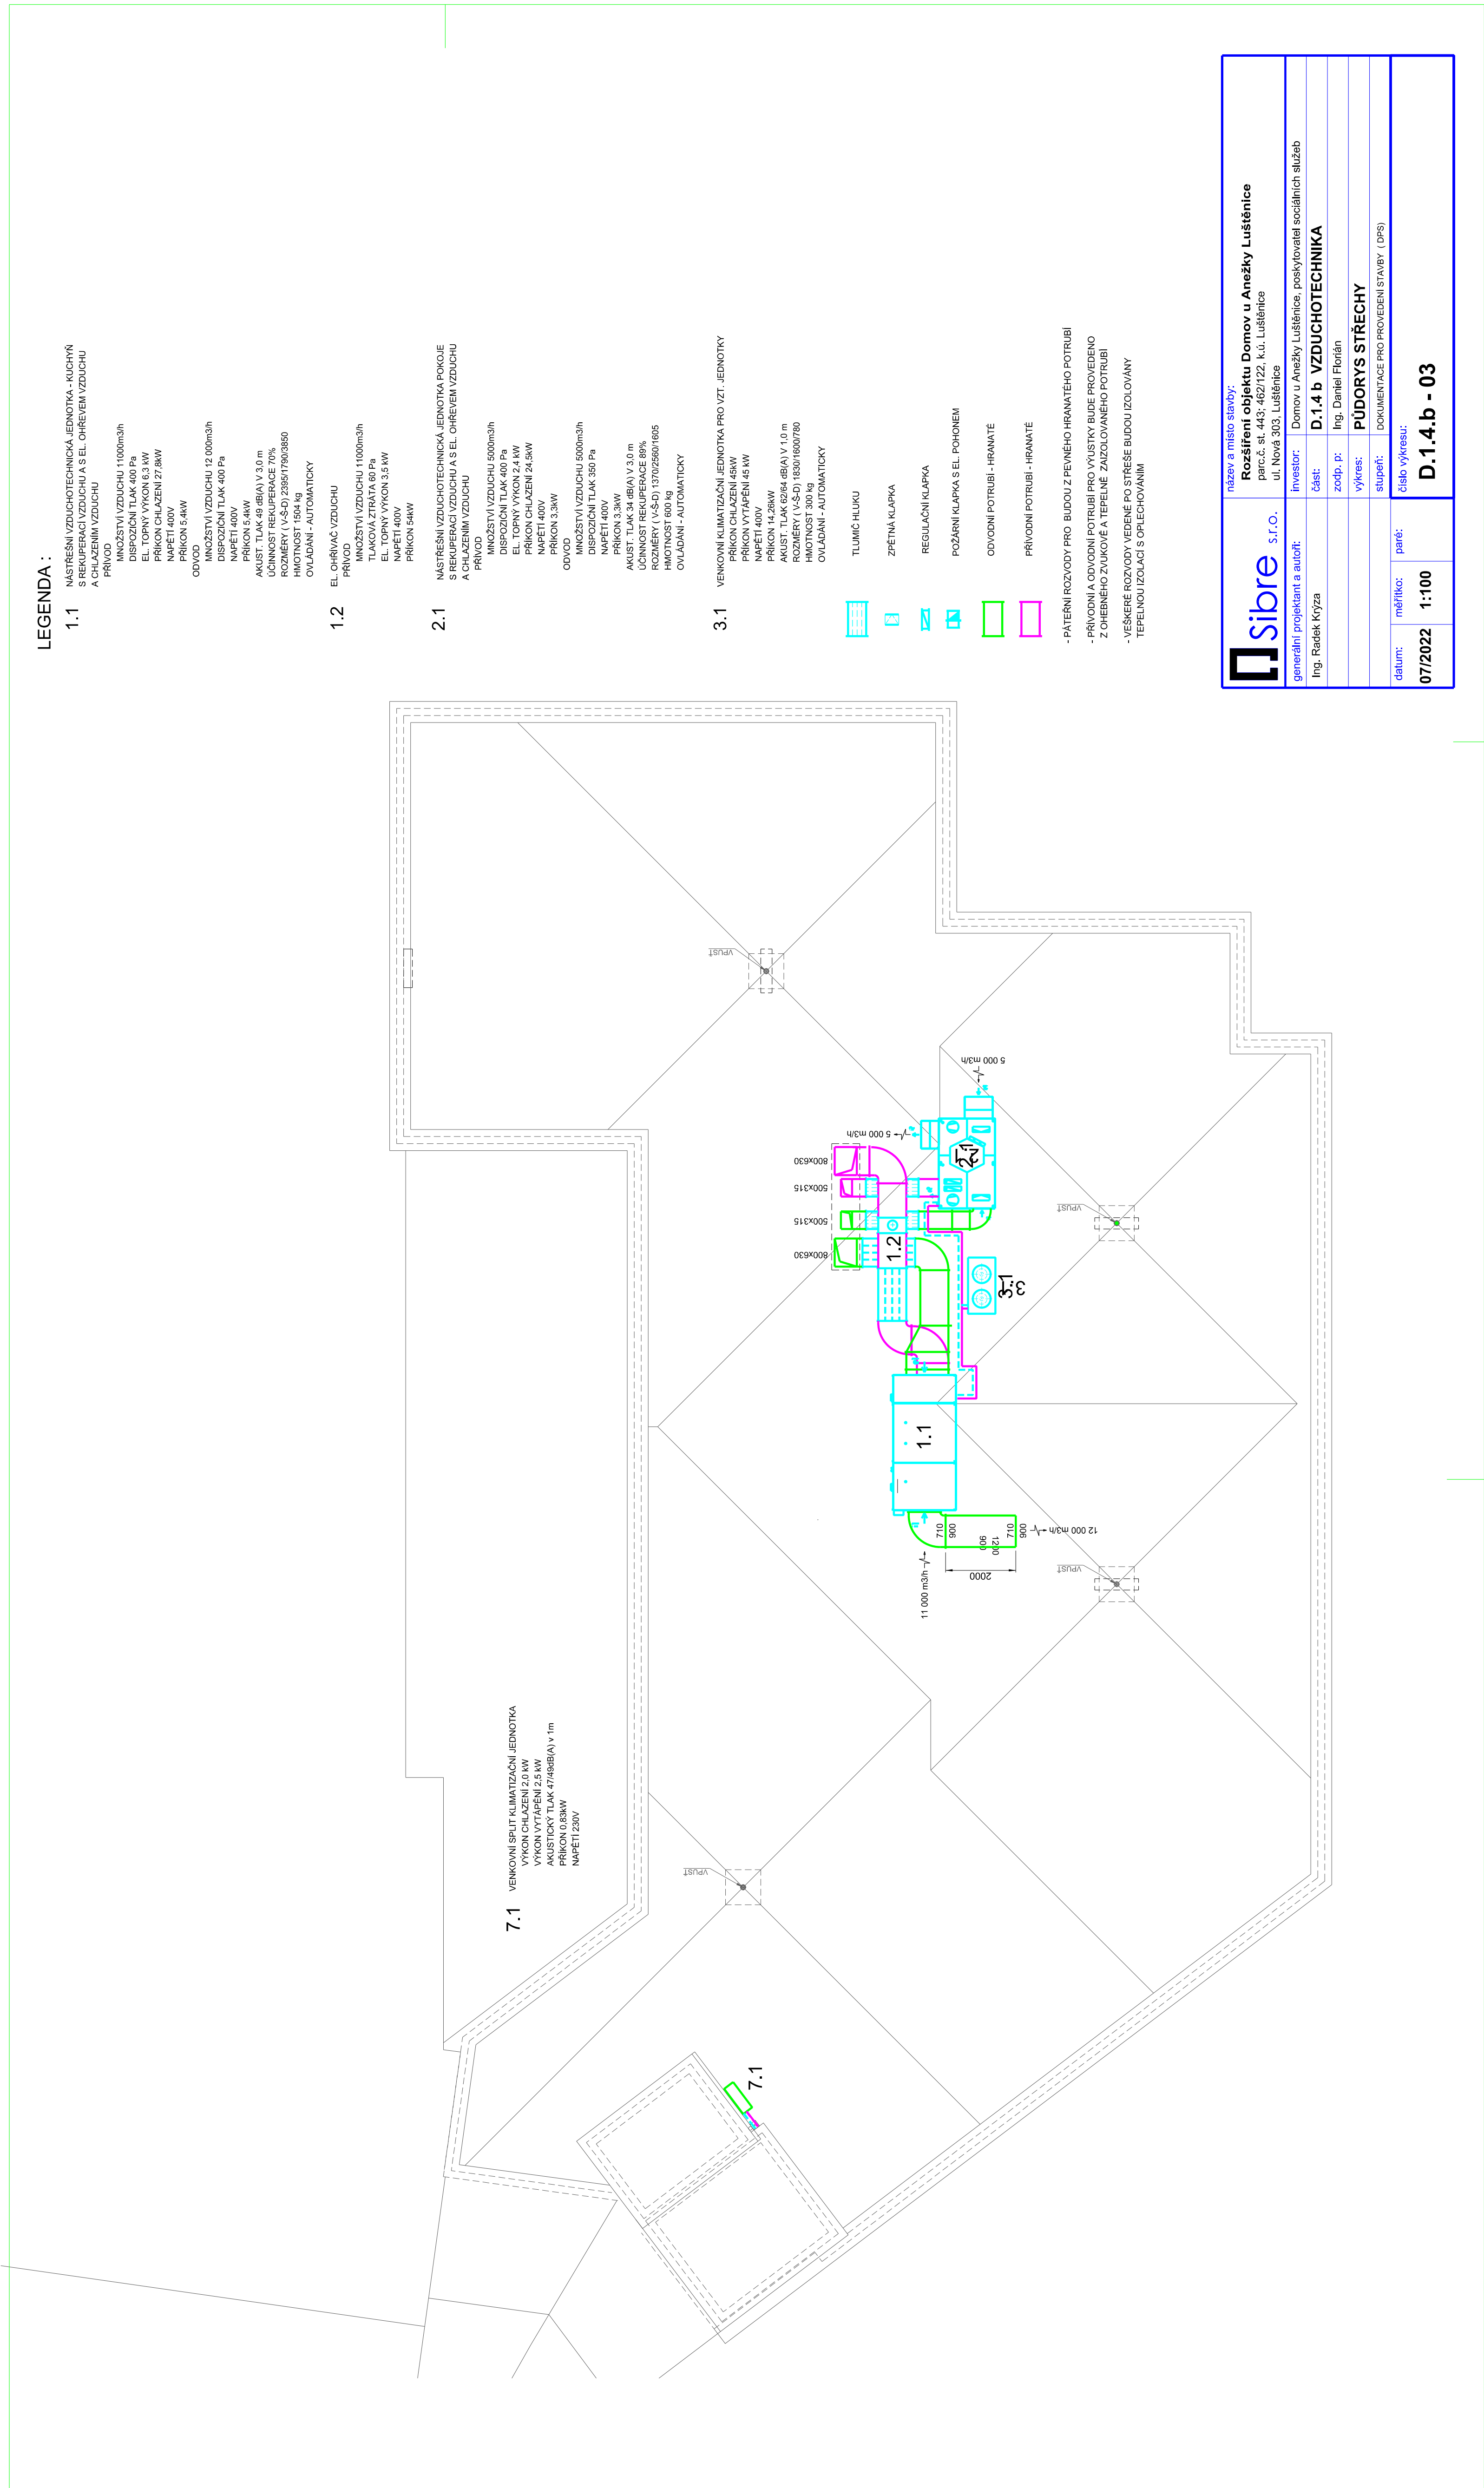 LEGENDA :
1.1
NÁSTŘEŠNÍ VZDUCHOTECHNICKÁ JEDNOTKA - KUCHYŇ
S REKUPERACÍ VZDUCHU A S EL. OHŘEVEM VZDUCHU
A CHLAZENÍM VZDUCHU
PŘÍVOD
MNOŽSTVÍ VZDUCHU 11000m3/h
DISPOZIČNÍ TLAK 400 Pa
EL. TOPNÝ VÝKON 6,3 kW
PŘÍKON CHLAZENÍ 27,8kW
NAPĚTÍ 400V
PŘÍKON 5,4kW
ODVOD
MNOŽSTVÍ VZDUCHU 12 000m3/h
DISPOZIČNÍ TLAK 400 Pa
NAPĚTÍ 400V
PŘÍKON 5,4kW
AKUST. TLAK 49 dB(A) V 3,0 m
ÚČINNOST REKUPERACE 70%
ROZMĚRY ( V-Š-D) 2395/1790/3850
HMOTNOST 1504 kg
OVLÁDÁNÍ - AUTOMATICKY
1.2
EL. OHŘÍVAČ VZDUCHU
PŘÍVOD
MNOŽSTVÍ VZDUCHU 11000m3/h
TLAKOVÁ ZTRÁTA 60 Pa
EL. TOPNÝ VÝKON 3,5 kW
NAPĚTÍ 400V
PŘÍKON 54kW
2.1
NÁSTŘEŠNÍ VZDUCHOTECHNICKÁ JEDNOTKA POKOJE
S REKUPERACÍ VZDUCHU A S EL. OHŘEVEM VZDUCHU
A CHLAZENÍM VZDUCHU
PŘÍVOD
MNOŽSTVÍ VZDUCHU 5000m3/h
DISPOZIČNÍ TLAK 400 Pa
EL. TOPNÝ VÝKON 2,4 kW
PŘÍKON CHLAZENÍ 24,5kW
NAPĚTÍ 400V
PŘÍKON 3,3kW
ODVOD
MNOŽSTVÍ VZDUCHU 5000m3/h
DISPOZIČNÍ TLAK 350 Pa
NAPĚTÍ 400V
PŘÍKON 3,3kW
AKUST. TLAK 34 dB(A) V 3,0 m
ÚČINNOST REKUPERACE 89%
ROZMĚRY ( V-Š-D) 1370/2560/1605
HMOTNOST 600 kg
OVLÁDÁNÍ - AUTOMATICKY
3.1
VENKOVNÍ KLIMATIZAČNÍ JEDNOTKA PRO VZT. JEDNOTKY
PŘÍKON CHLAZENÍ 45kW
PŘÍKON VYTÁPĚNÍ 45 kW
NAPĚTÍ 400V
PŘÍKON 14,26kW
AKUST. TLAK 62/64 dB(A) V 1,0 m
ROZMĚRY ( V-Š-D) 1830/1600/780
HMOTNOST 300 kg
OVLÁDÁNÍ - AUTOMATICKY
TLUMIČ HLUKU
ZPĚTNÁ KLAPKA
REGULAČNÍ KLAPKA
POŽÁRNÍ KLAPKA S EL. POHONEM
ODVODNÍ POTRUBÍ - HRANATÉ
PŘÍVODNÍ POTRUBÍ - HRANATÉ
- PÁTEŘNÍ ROZVODY PRO BUDOU Z PEVNÉHO HRANATÉHO POTRUBÍ
- PŘÍVODNÍ A ODVODNÍ POTRUBÍ PRO VÝUSTKY BUDE PROVEDENO
Z OHEBNÉHO ZVUKOVĚ A TEPELNĚ ZAIZOLOVANÉHO POTRUBÍ
- VEŠKERÉ ROZVODY VEDENÉ PO STŘEŠE BUDOU IZOLOVÁNY
TEPELNOU IZOLACÍ S OPLECHOVÁNÍM
7.1
VENKOVNÍ SPLIT KLIMATIZAČNÍ JEDNOTKA
VÝKON CHLAZENÍ 2,0 kW
VÝKON VYTÁPĚNÍ 2,5 kW
AKUSTICKÝ TLAK 47/49dB(A) v 1m
PŘÍKON 0,83kW
NAPĚTÍ 230V
7.1
VPUSŤ
VPUSŤ
VPUSŤ
VPUSŤ
800x630
500x315
500x315
800x630
5 000 m3/h
5 000 m3/h
2.1
1.2
3.1
1.1
11 000 m3/h
12 000 m3/h
710
900
900
1200
710
900
2000
Sibre s.r.o.
název a místo stavby:
Rozšíření objektu Domov u Anežky Luštěnice
parc.č. st. 443; 462/122, k.ú. Luštěnice
ul. Nová 303, Luštěnice
generální projektant a autoři:
Ing. Radek Krýza
investor:
Domov u Anežky Luštěnice, poskytovatel sociálních služeb
část:
D.1.4 b VZDUCHOTECHNIKA
zodp. p:
Ing. Daniel Florián
výkres:
PŮDORYS STŘECHY
stupeň:
DOKUMENTACE PRO PROVEDENÍ STAVBY ( DPS)
datum:
07/2022
měřítko:
1:100
paré:
číslo výkresu:
D.1.4.b - 03